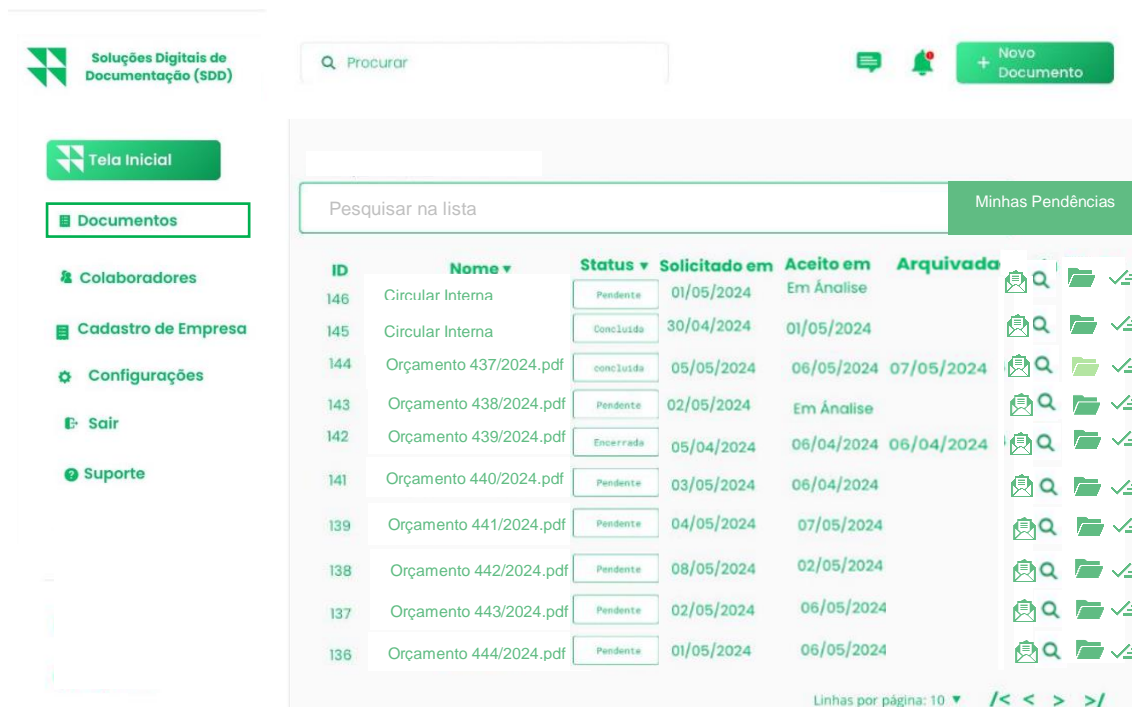 Soluções Digitais de
Documentação (SDD)
Procurar
+ Novo
Documento
Tela Inicial
Documentos
Colaboradores
Cadastro de Empresa
Configurações
Sair
Suporte
Pesquisar na lista
Minhas Pendências
ID Nome ▾ Status ▾ Solicitado em Aceito em Arquivada
146 Circular Interna Pendente 01/05/2024 Em Ánalise
145 Circular Interna Concluida 30/04/2024 01/05/2024
144 Orçamento 437/2024.pdf concluida 05/05/2024 06/05/2024 07/05/2024
143 Orçamento 438/2024.pdf Pendente 02/05/2024 Em Ánalise
142 Orçamento 439/2024.pdf Encerrada 05/04/2024 06/04/2024 06/04/2024
141 Orçamento 440/2024.pdf Pendente 03/05/2024 06/04/2024
139 Orçamento 441/2024.pdf Pendente 04/05/2024 07/05/2024
138 Orçamento 442/2024.pdf Pendente 08/05/2024 02/05/2024
137 Orçamento 443/2024.pdf Pendente 02/05/2024 06/05/2024
136 Orçamento 444/2024.pdf Pendente 01/05/2024 06/05/2024
Linhas por página: 10 ▾ /< < > >/